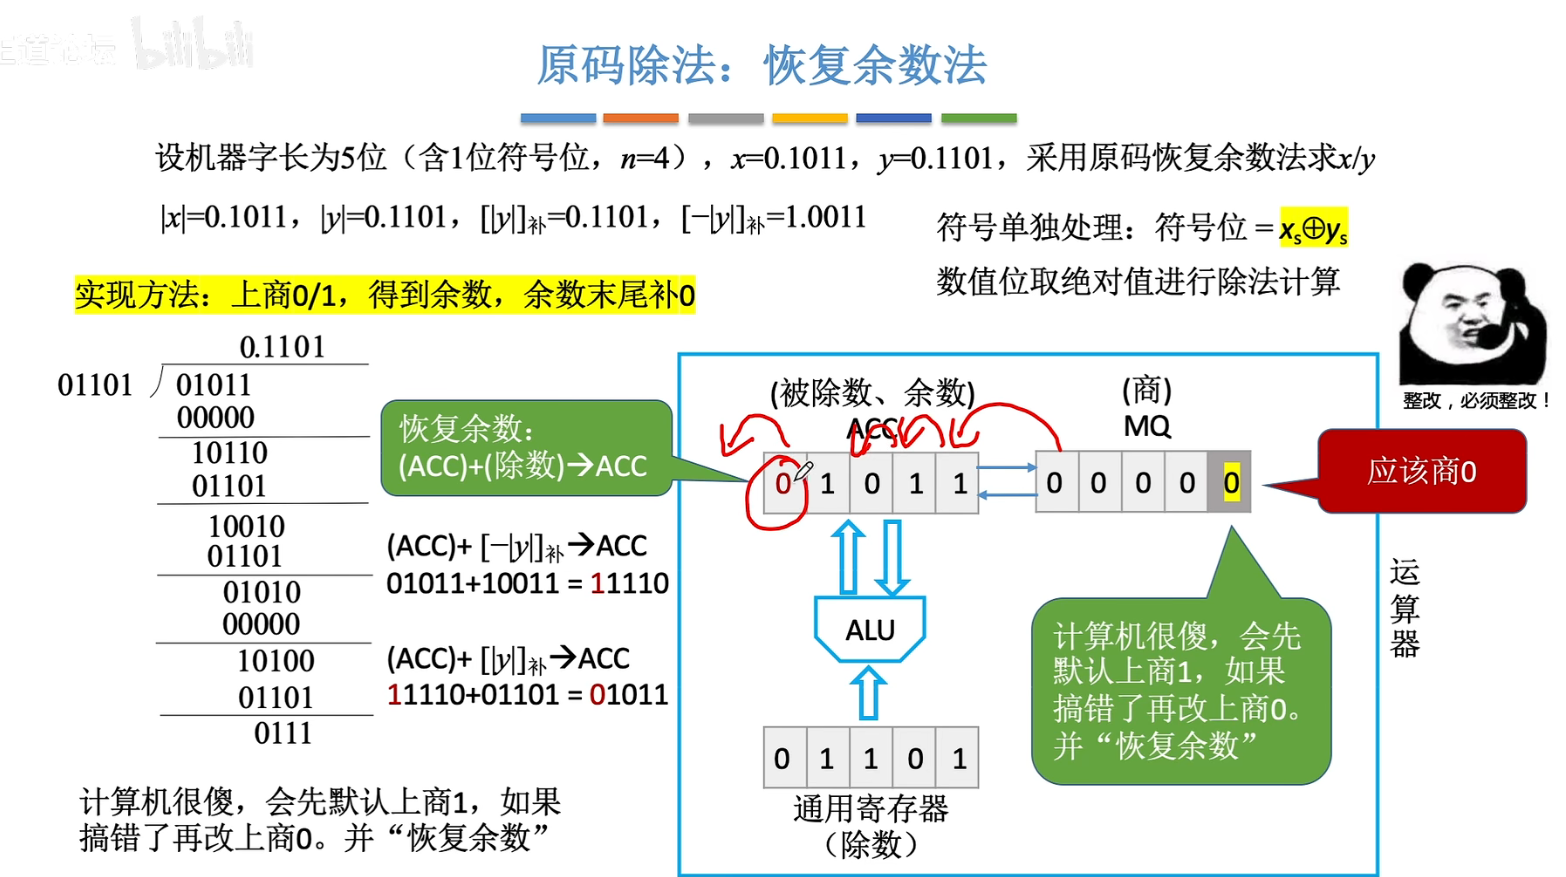 王道论坛 bilibili
原码除法：恢复余数法
设机器字长为5位（含1位符号位，n=4），x=0.1011，y=0.1101，采用原码恢复余数法求x/y
|x|=0.1011，|y|=0.1101，[|y|]补=0.1101，[−|y|]补=1.0011
符号单独处理：符号位 = xs⊕ys
数值位取绝对值进行除法计算
实现方法：上商0/1，得到余数，余数末尾补0
0.1101
01101
01011
00000
10110
01101
10010
01101
01010
00000
10100
01101
0111
恢复余数：
(ACC)+(除数)→ACC
(ACC)+ [−|y|]补→ACC
01011+10011 = 11110
(ACC)+ [|y|]补→ACC
11110+01101 = 01011
计算机很傻，会先默认上商1，如果
搞错了再改上商0。并“恢复余数”
(被除数、余数)
ACC
(商)
MQ
0 1 0 1 1
0 0 0 0 0
ALU
0 1 1 0 1
通用寄存器
（除数）
应该商0
计算机很傻，会先
默认上商1，如果
搞错了再改上商0。
并“恢复余数”
运
算
器
整改，必须整改！